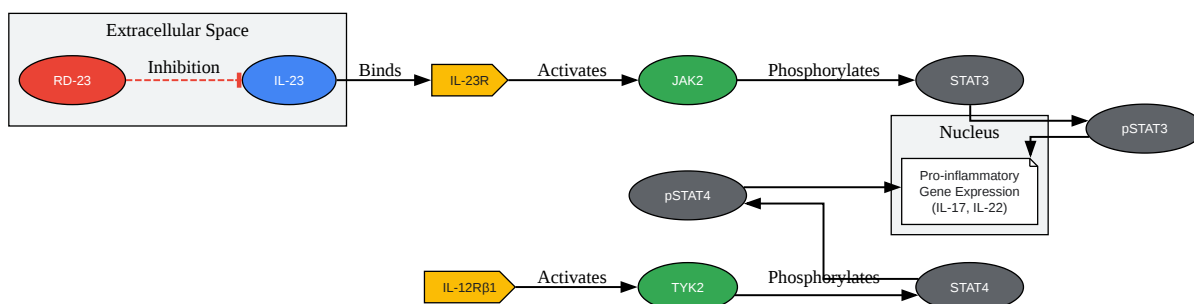 Extracellular Space
RD-23
Inhibition
IL-23
Binds
IL-23R
Activates
JAK2
Phosphorylates
STAT3
pSTAT3
Nucleus
Pro-inflammatory
Gene Expression
(IL-17, IL-22)
pSTAT4
IL-12Rβ1
Activates
TYK2
Phosphorylates
STAT4